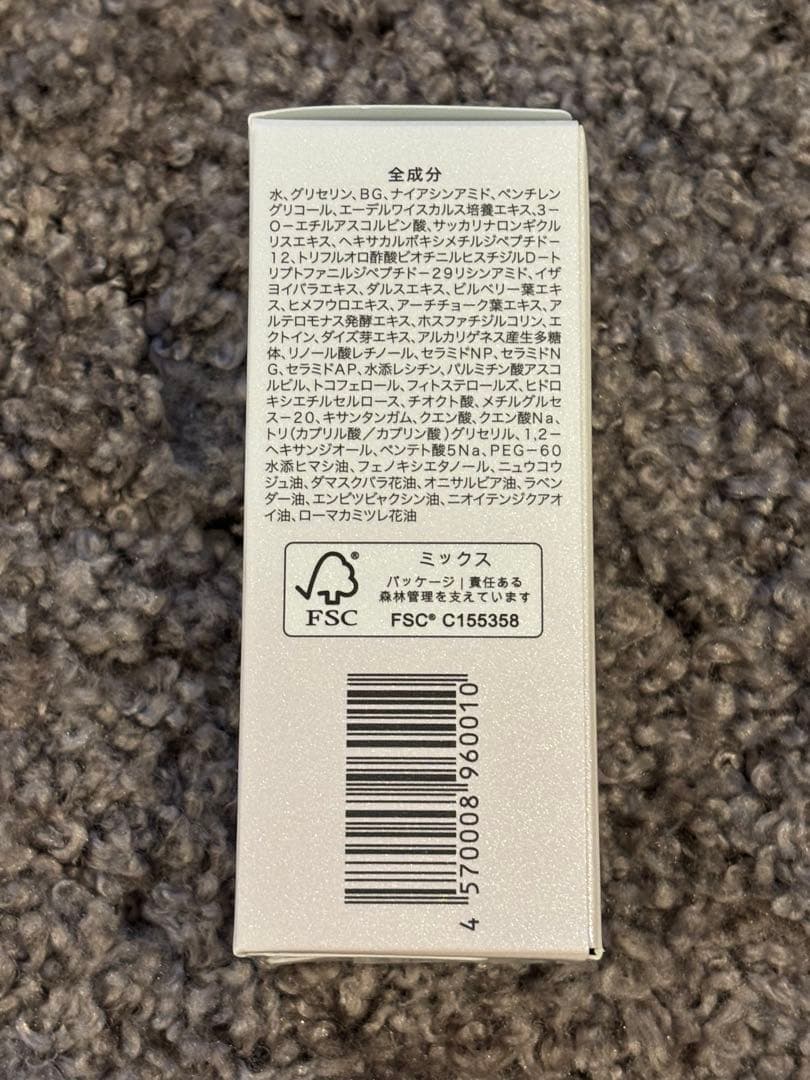 全成分
水、グリセリン、BG、ナイアシンアミド、ペンチレン
グリコール、エーデルワイスカルス培養エキス、3-
O-エチルアスコルビン酸、サッカリナロンギクル
リスエキス、ヘキサカルボキシメチルジペプチド-
12、トリフルオロ酢酸ビオチニルヒスチジルD-ト
リプトファニルジペプチド-29リシンアミド、イザ
ヨイバラエキス、ダルスエキス、ビルベリー葉エキ
ス、ヒメフウロエキス、アーチチョーク葉エキス、ア
ルテロモナス発酵エキス、ホスファチジルコリン、エ
クトイン、ダイズ芽エキス、アルカリゲネス産生多糖
体、リノール酸レチノール、セラミドNP、セラミドN
G、セラミドAP、水添レシチン、パルミチン酸アスコ
ルビル、トコフェロール、フィトステロールズ、ヒドロ
キシエチルセルロース、チオクト酸、メチルグルセ
ス-20、キサンタンガム、クエン酸、クエン酸Na、
トリ(カプリル酸/カプリン酸)グリセリル、1,2-
ヘキサンジオール、ペンテト酸5Na、PEG-60
水添ヒマシ油、フェノキシエタノール、ニュウコウ
ジュ油、ダマスクバラ花油、オニサルビア油、ラベン
ダー油、エンピツビャクシン油、ニオイテンジクアオ
イ油、ローマカミツレ花油
FSC
®
ミックス
パッケージ|責任ある
森林管理を支えています
FSC® C155358
4 570008 960010